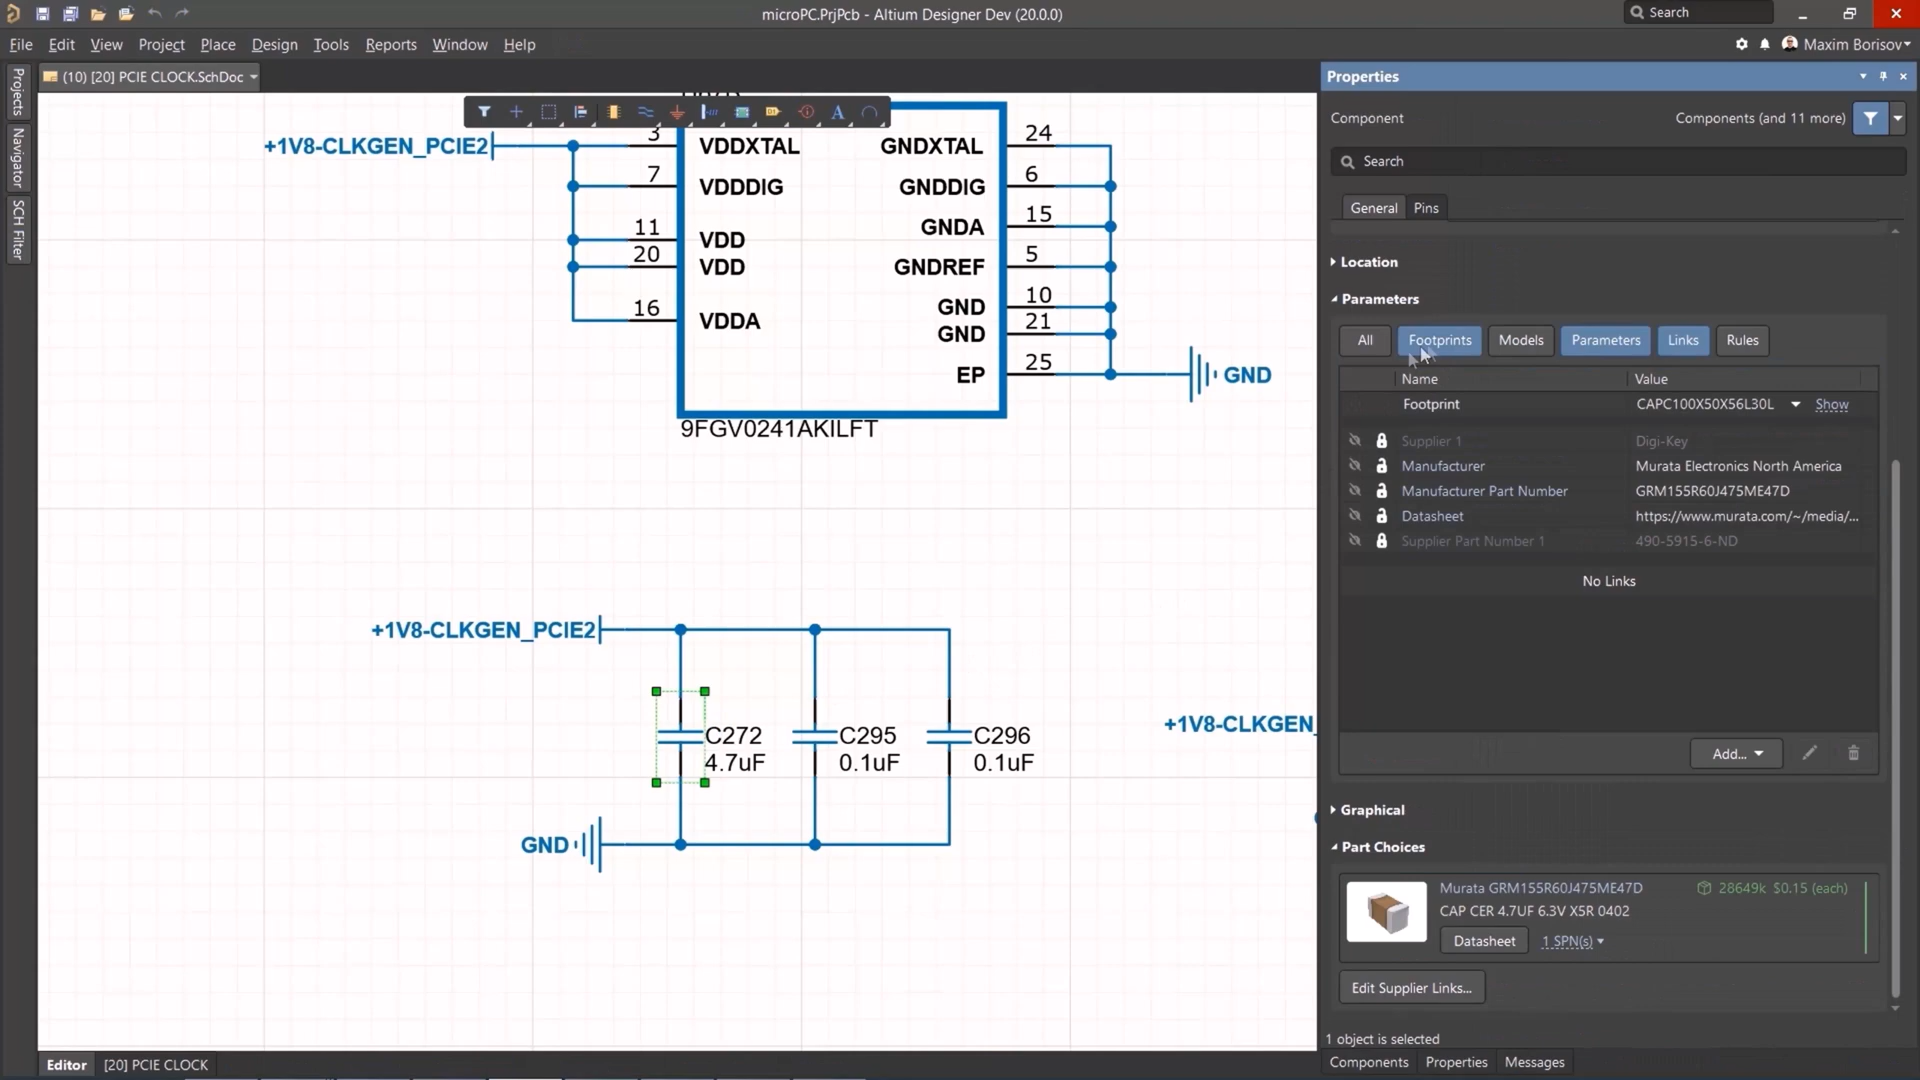 microPC.PrjPcb - Altium Designer Dev (20.0.0)
Search
File Edit View Project Place Design Tools Reports Window Help
Maxim Borisov
Projects
Navigator
SCH Filter
(10) [20] PCIE CLOCK.SchDoc
+1V8-CLKGEN_PCIE2
3 VDDXTAL GNDXTAL 24
7 VDDDIG GNDDIG 6
GNDA 15
11 VDD
20 VDD GNDREF 5
GND 10
16 VDDA GND 21
EP 25 GND
9FGV0241AKILFT
+1V8-CLKGEN_PCIE2
C272 C295 C296
4.7uF 0.1uF 0.1uF
+1V8-CLKGEN_
GND
Editor [20] PCIE CLOCK
Properties
Component Components (and 11 more)
Search
General Pins
Location
Parameters
All Footprints Models Parameters Links Rules
Name Value
Footprint CAPC100X50X56L30L Show
Supplier 1 Digi-Key
Manufacturer Murata Electronics North America
Manufacturer Part Number GRM155R60J475ME47D
Datasheet https://www.murata.com/~/media/...
Supplier Part Number 1 490-5915-6-ND
No Links
Add...
Graphical
Part Choices
Murata GRM155R60J475ME47D 28649k $0.15 (each)
CAP CER 4.7UF 6.3V X5R 0402
Datasheet 1 SPN(s)
Edit Supplier Links...
1 object is selected
Components Properties Messages